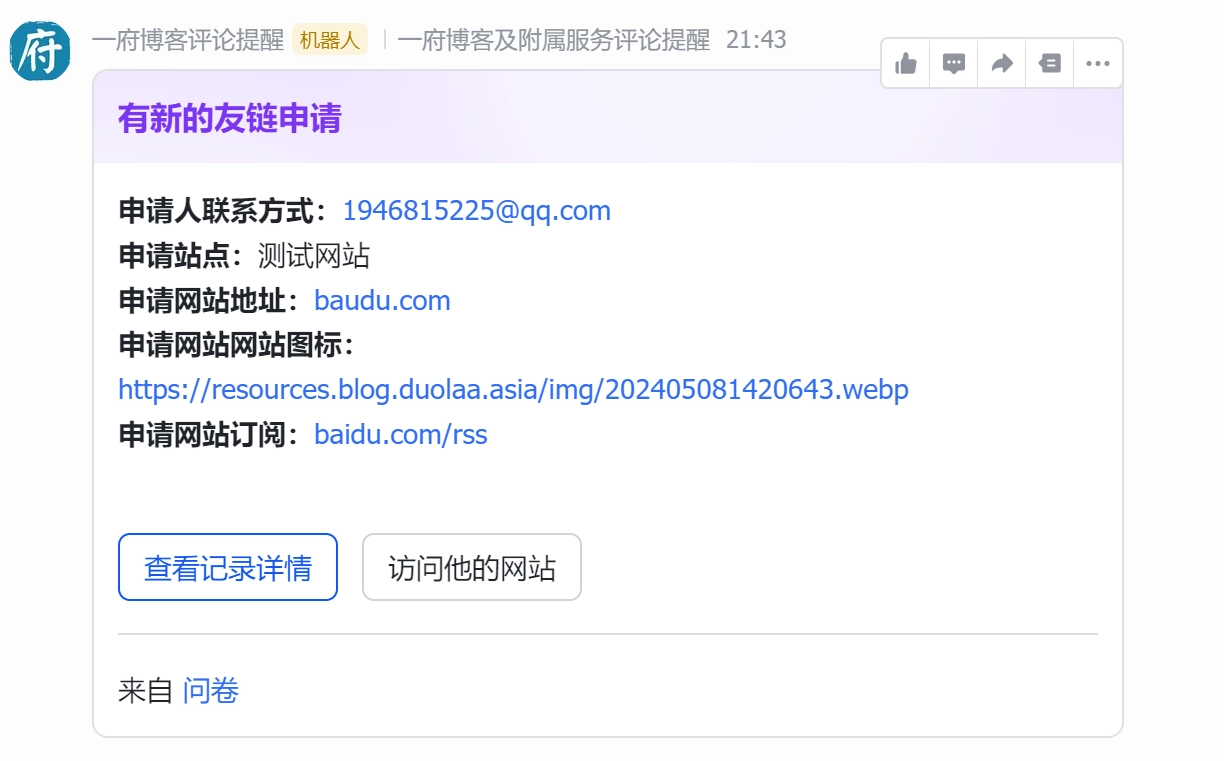 府
一府博客评论提醒 机器人 一府博客及附属服务评论提醒 21:43
有新的友链申请
申请人联系方式：1946815225@qq.com
申请站点：测试网站
申请网站地址：baudu.com
申请网站网站图标：
https://resources.blog.duolaa.asia/img/202405081420643.webp
申请网站订阅：baidu.com/rss
查看记录详情 访问他的网站
来自 问卷